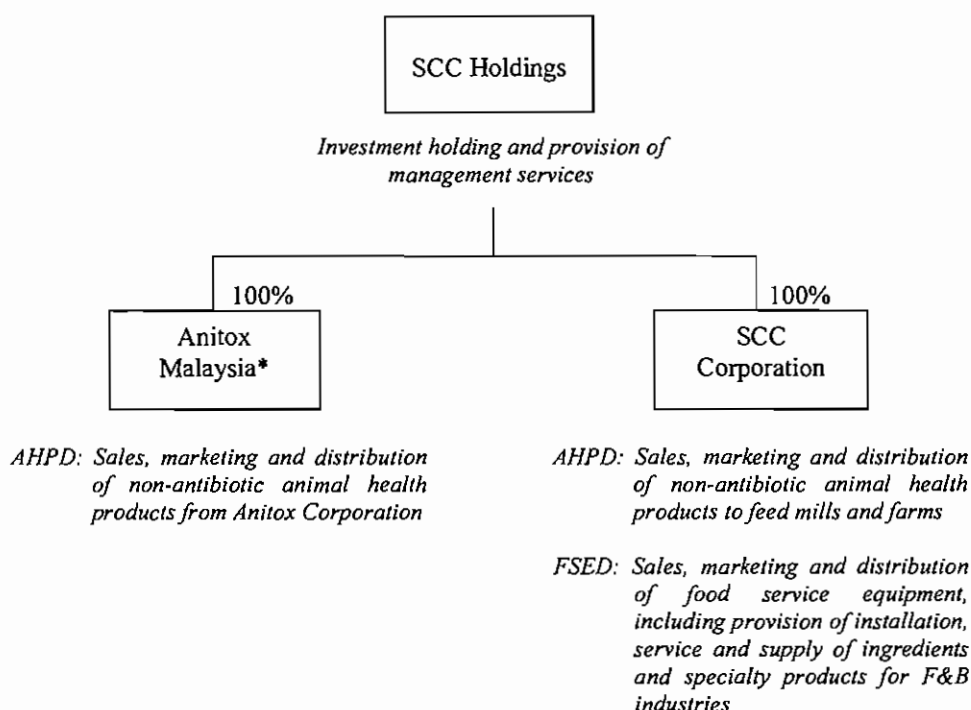 SCC Holdings
Investment holding and provision of
management services
100%
Anitox
Malaysia*
100%
SCC
Corporation
AHPD: Sales, marketing and distribution
of non-antibiotic animal health
products from Anitox Corporation
AHPD: Sales, marketing and distribution
of non-antibiotic animal health
products to feed mills and farms
FSED: Sales, marketing and distribution
of food service equipment,
including provision of installation,
service and supply of ingredients
and specialty products for F&B
industries